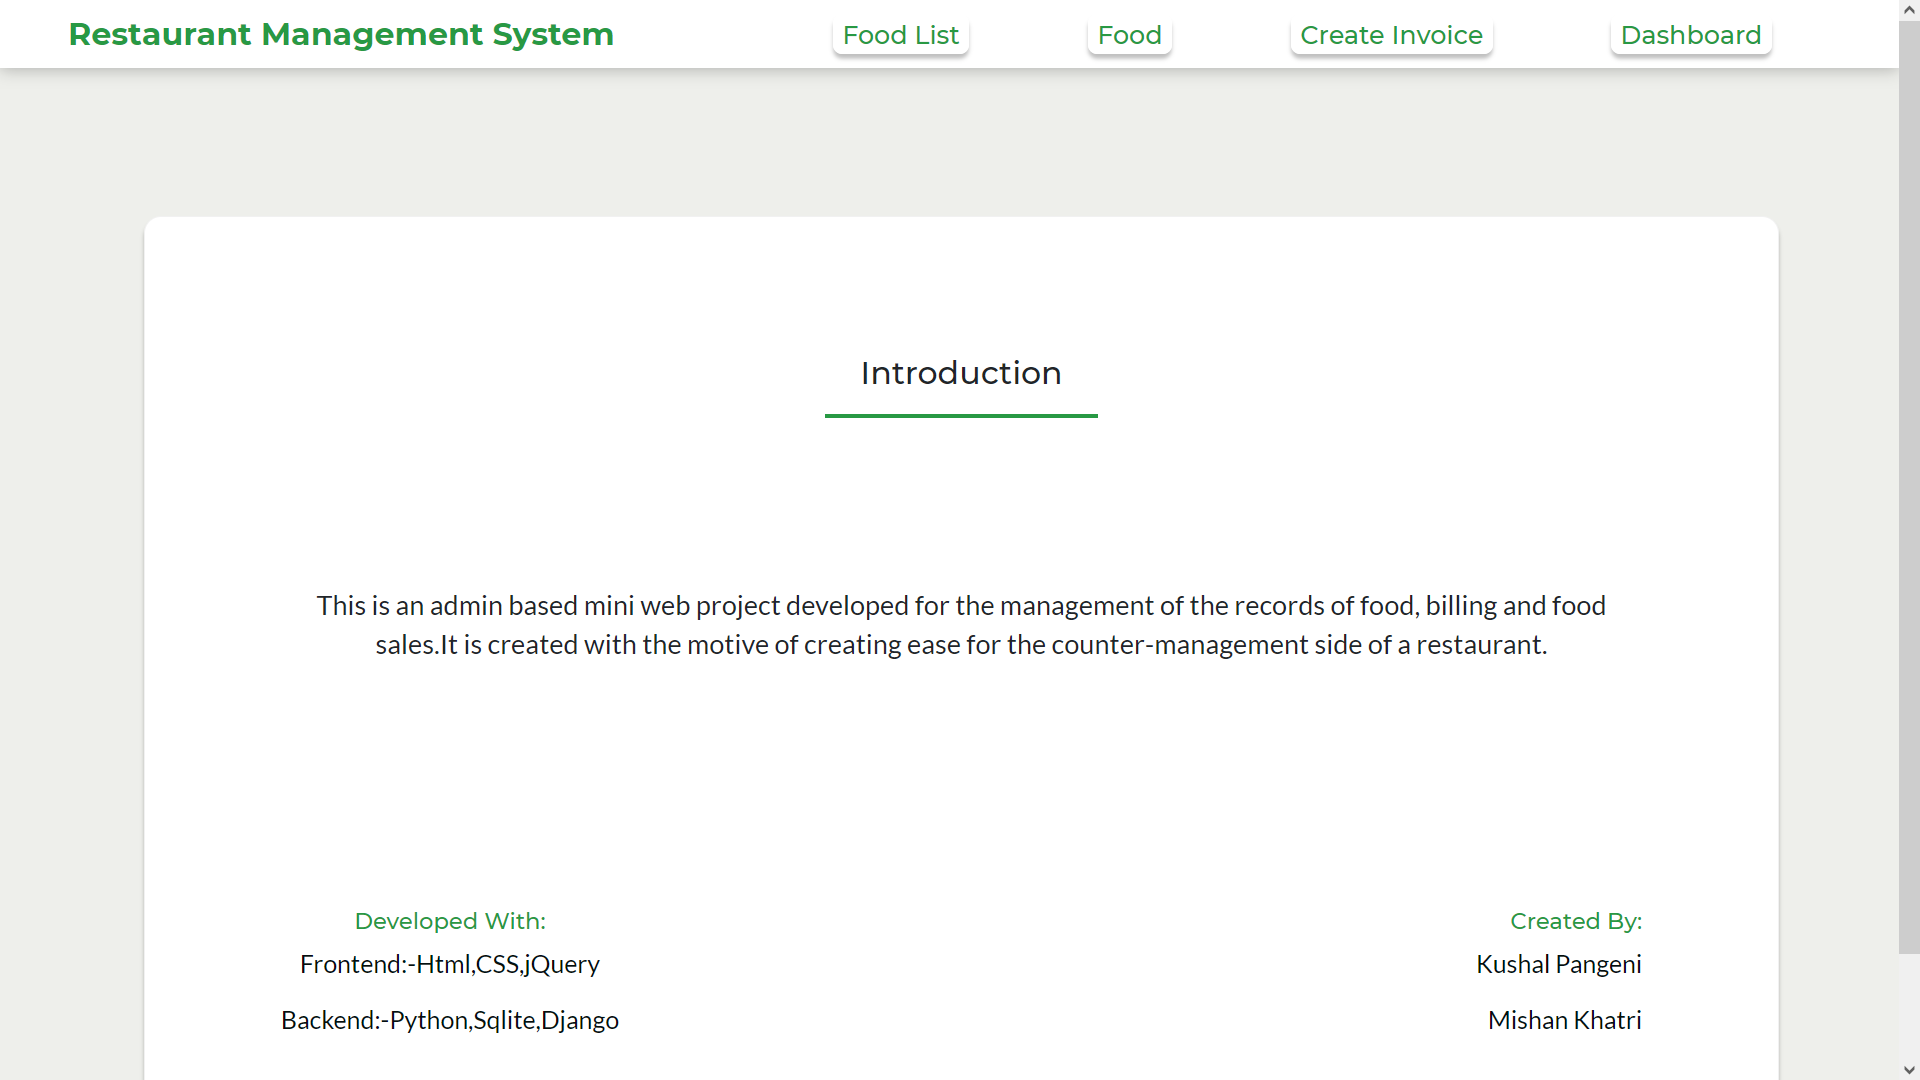 Restaurant Management System
Food List
Food
Create Invoice
Dashboard
Introduction
This is an admin based mini web project developed for the management of the records of food, billing and food
sales.It is created with the motive of creating ease for the counter-management side of a restaurant.
Developed With:
Frontend:-Html,CSS,jQuery
Backend:-Python,Sqlite,Django
Created By:
Kushal Pangeni
Mishan Khatri